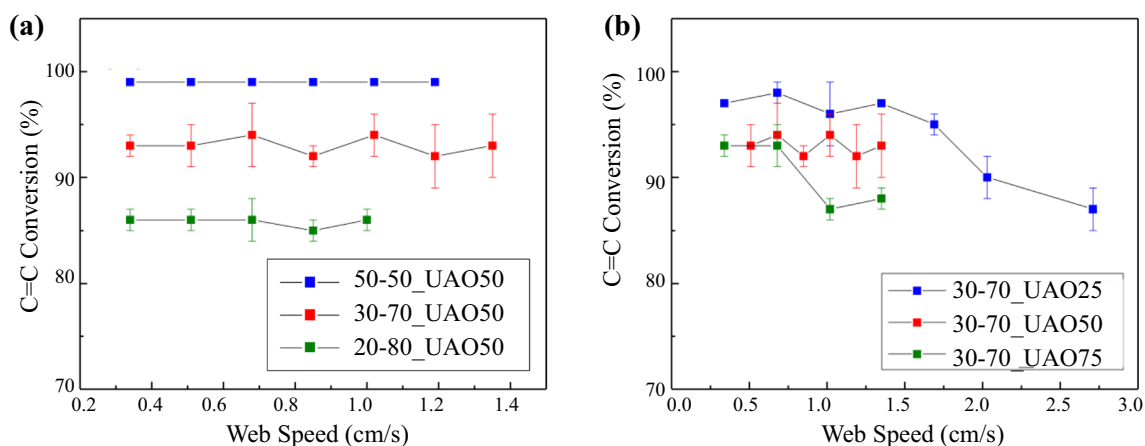 (a)
C=C Conversion (%)
100
90
80
70
0.2
0.4
0.6
0.8
1.0
1.2
1.4
Web Speed (cm/s)
50-50_UAO50
30-70_UAO50
20-80_UAO50
(b)
C=C Conversion (%)
100
90
80
70
0.0
0.5
1.0
1.5
2.0
2.5
3.0
Web Speed (cm/s)
30-70_UAO25
30-70_UAO50
30-70_UAO75